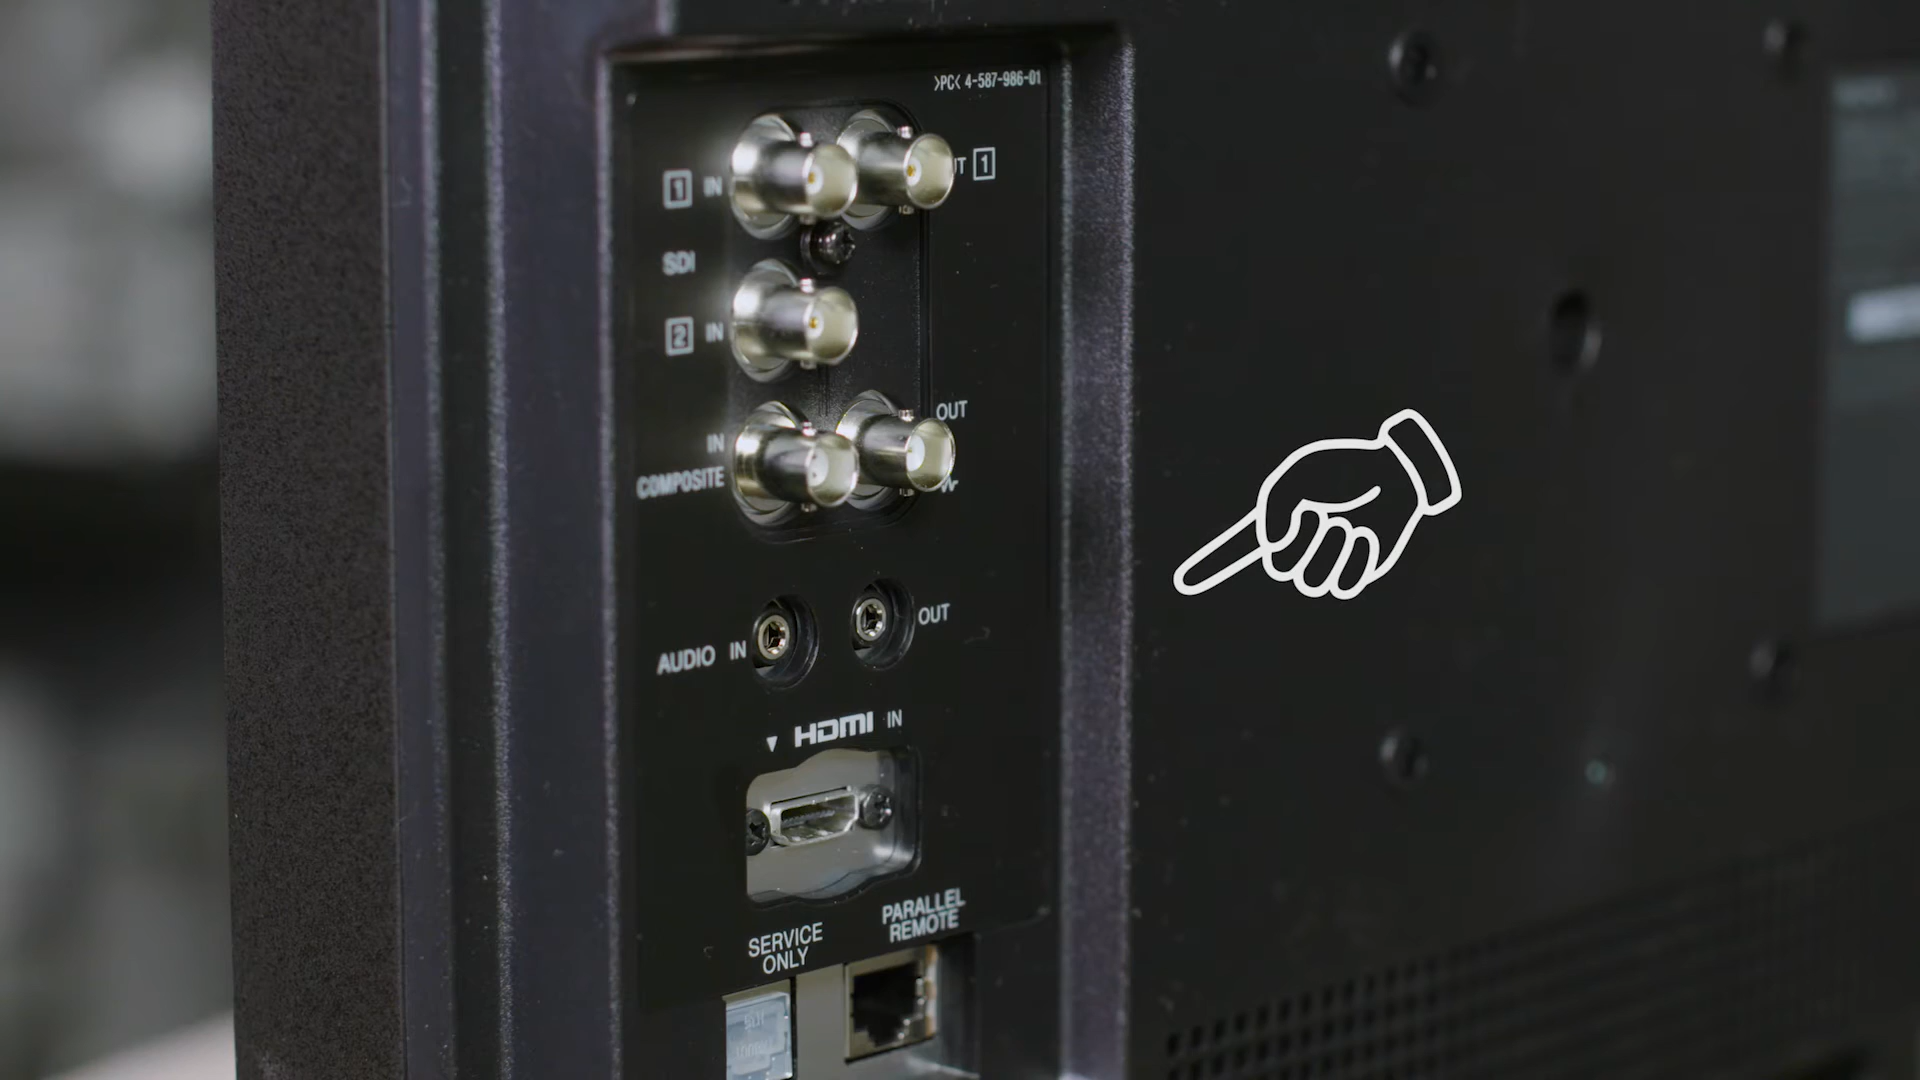 >PC< 4-587-986-01
1 IN
1
SDI
2 IN
OUT
IN
COMPOSITE
AUDIO IN
OUT
HDMI IN
SERVICE
ONLY
PARALLEL
REMOTE